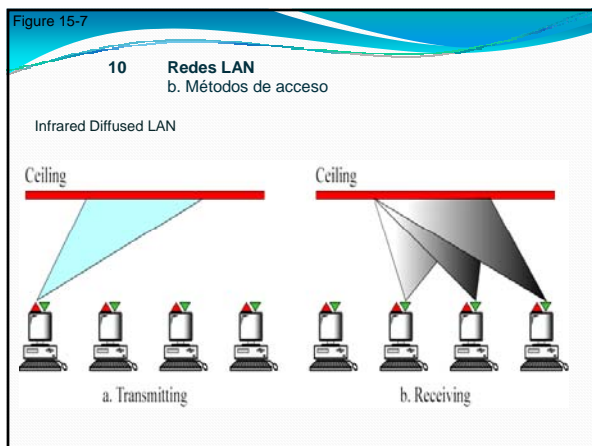 Figure 15-7
10 Redes LAN
b. Métodos de acceso
Infrared Diffused LAN
Ceiling Ceiling
a. Transmitting b. Receiving